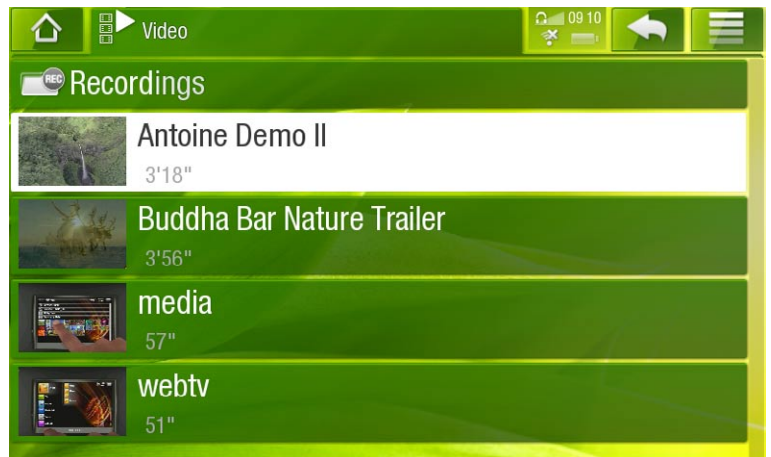 Video
09 10
REC
Recordings
Antoine Demo II
3'18"
Buddha Bar Nature Trailer
3'56"
media
57"
webtv
51"